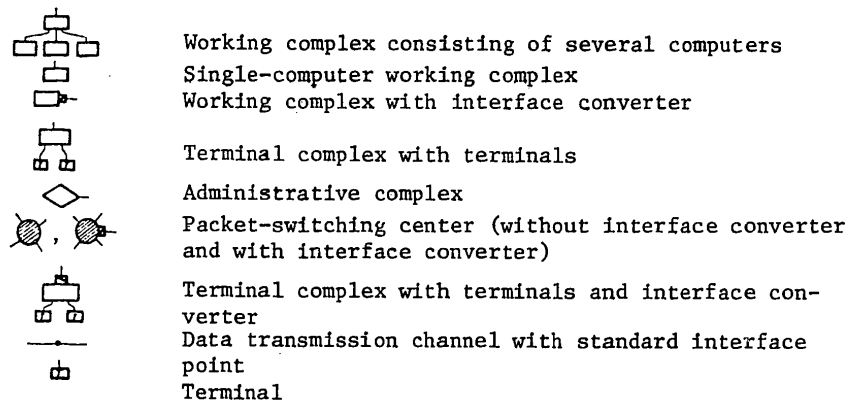 Working complex consisting of several computers
Single-computer working complex
Working complex with interface converter
Terminal complex with terminals
Administrative complex
Packet-switching center (without interface converter
and with interface converter)
Terminal complex with terminals and interface con-
verter
Data transmission channel with standard interface
point
Terminal